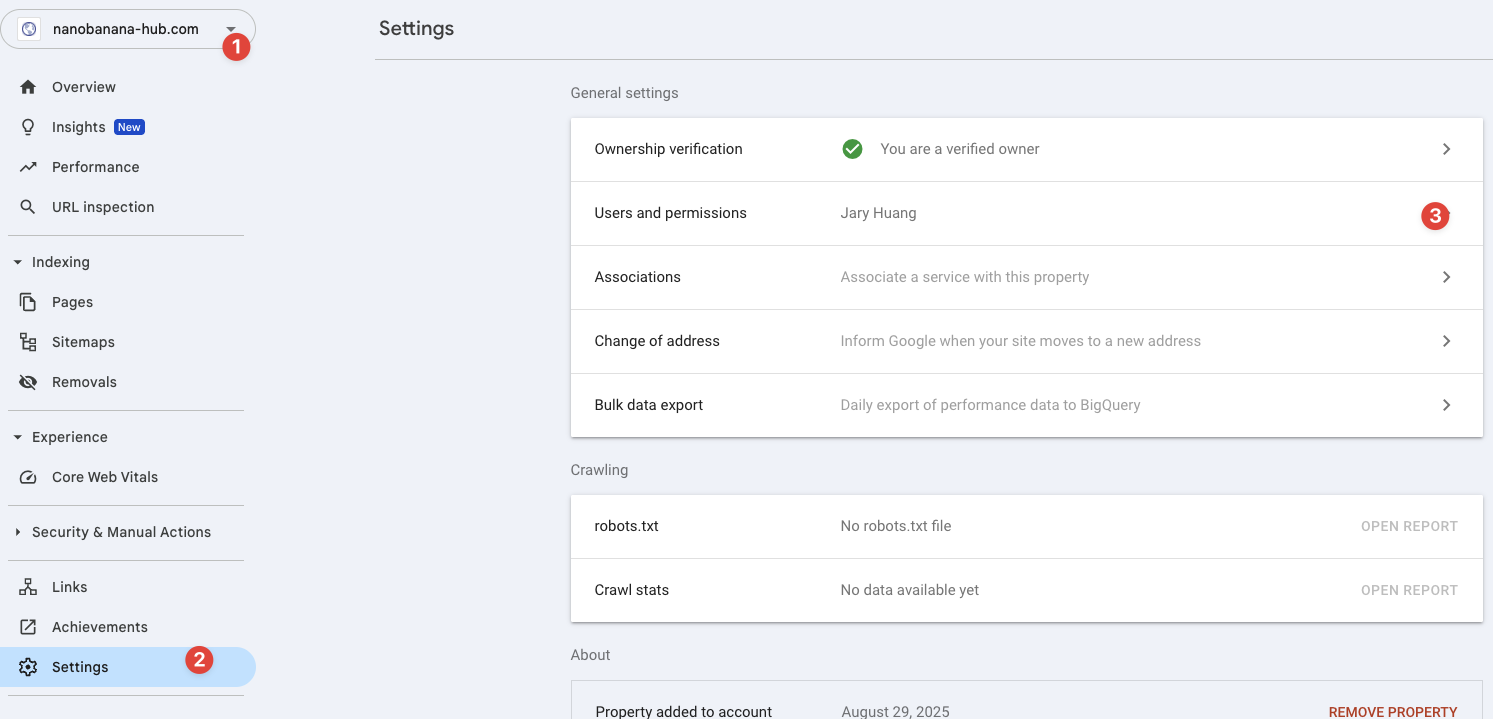 nanobanana-hub.com
1
Overview
Insights New
Performance
URL inspection
Indexing
Pages
Sitemaps
Removals
Experience
Core Web Vitals
Security & Manual Actions
Links
Achievements
Settings 2
Settings
General settings
Ownership verification You are a verified owner
Users and permissions Jary Huang 3
Associations Associate a service with this property
Change of address Inform Google when your site moves to a new address
Bulk data export Daily export of performance data to BigQuery
Crawling
robots.txt No robots.txt file OPEN REPORT
Crawl stats No data available yet OPEN REPORT
About
Property added to account August 29, 2025 REMOVE PROPERTY